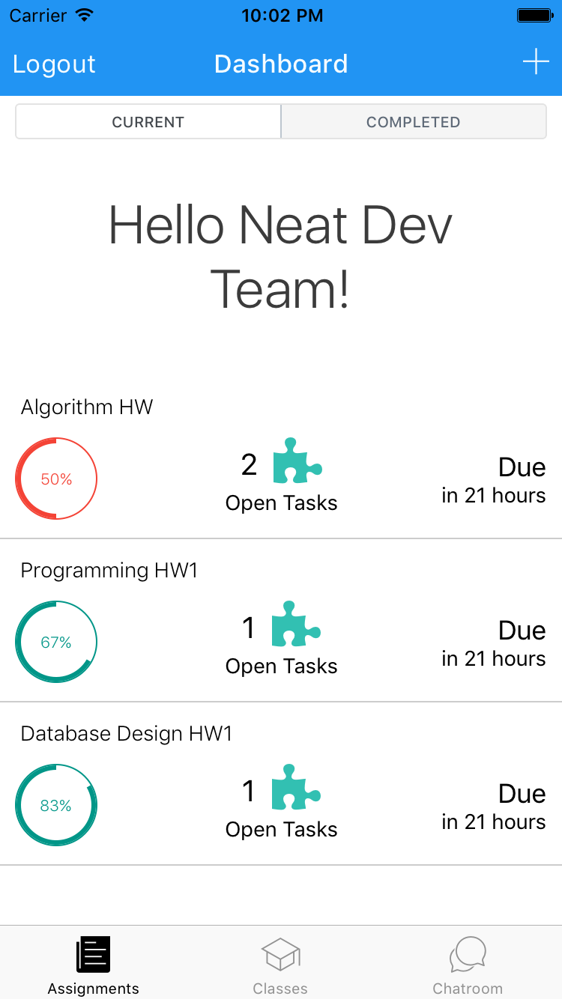 Carrier 10:02 PM
Logout Dashboard
CURRENT COMPLETED
Hello Neat Dev
Team!
Algorithm HW
50% 2 Due
Open Tasks in 21 hours
Programming HW1
67% 1 Due
Open Tasks in 21 hours
Database Design HW1
83% 1 Due
Open Tasks in 21 hours
Assignments Classes Chatroom